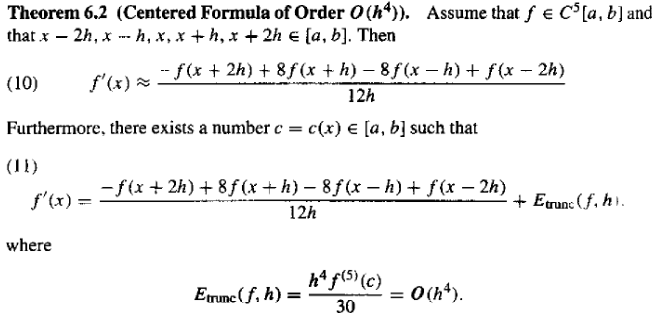 Theorem 6.2 (Centered Formula of Order O(h⁴)). Assume that f ∈ C⁵[a, b] and
that x − 2h, x − h, x, x + h, x + 2h ∈ [a, b]. Then
(10) f′(x) ≈ (−f(x + 2h) + 8f(x + h) − 8f(x − h) + f(x − 2h)) / 12h
Furthermore, there exists a number c = c(x) ∈ [a, b] such that
(11)
f′(x) = (−f(x + 2h) + 8f(x + h) − 8f(x − h) + f(x − 2h)) / 12h + E_trunc(f, h).
where
E_trunc(f, h) = h⁴f⁽⁵⁾(c) / 30 = O(h⁴).